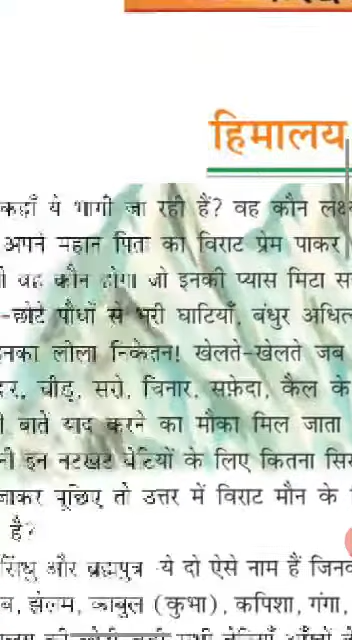 हिमालय
कहाँ ये भागी जा रही हैं? वह कौन लक्ष्य
अपने महान पिता का विराट प्रेम पाकर
वह कौन होगा जो इनकी प्यास मिटा स
-छोटे पौधों से भरी घाटियाँ, बंधुर अधित्य
नका लीला निकेतन! खेलते-खेलते जब
दर, चीड़, सरो, चिनार, सफ़ेदा, कैल के
बातें याद करने का मौका मिल जाता
नी इन नटखट बेटियों के लिए कितना सि
जाकर पूछिए तो उत्तर में विराट मौन के
है?
सिंधु और ब्रह्मपुत्र ये दो ऐसे नाम हैं जिन
ब, झेलम, काबुल (कुभा), कपिशा, गंगा,